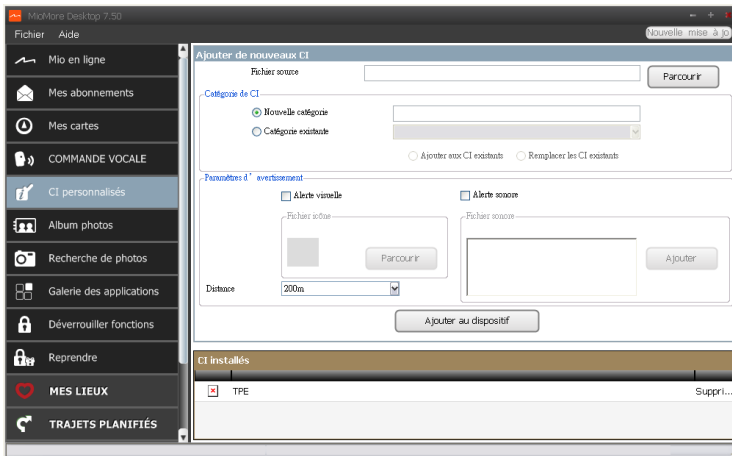 MioMore Desktop 7.50
Fichier Aide
Nouvelle mise à jo
Mio en ligne
Mes abonnements
Mes cartes
COMMANDE VOCALE
CI personnalisés
Album photos
Recherche de photos
Galerie des applications
Déverrouiller fonctions
Reprendre
MES LIEUX
TRAJETS PLANIFIÉS
Ajouter de nouveaux CI
Fichier source
Parcourir
Catégorie de CI
Nouvelle catégorie
Catégorie existante
Ajouter aux CI existants Remplacer les CI existants
Paramètres d' avertissement
Alerte visuelle
Alerte sonore
Fichier icône
Parcourir
Fichier sonore
Ajouter
Distance
200m
Ajouter au dispositif
CI installés
TPE
Suppri...